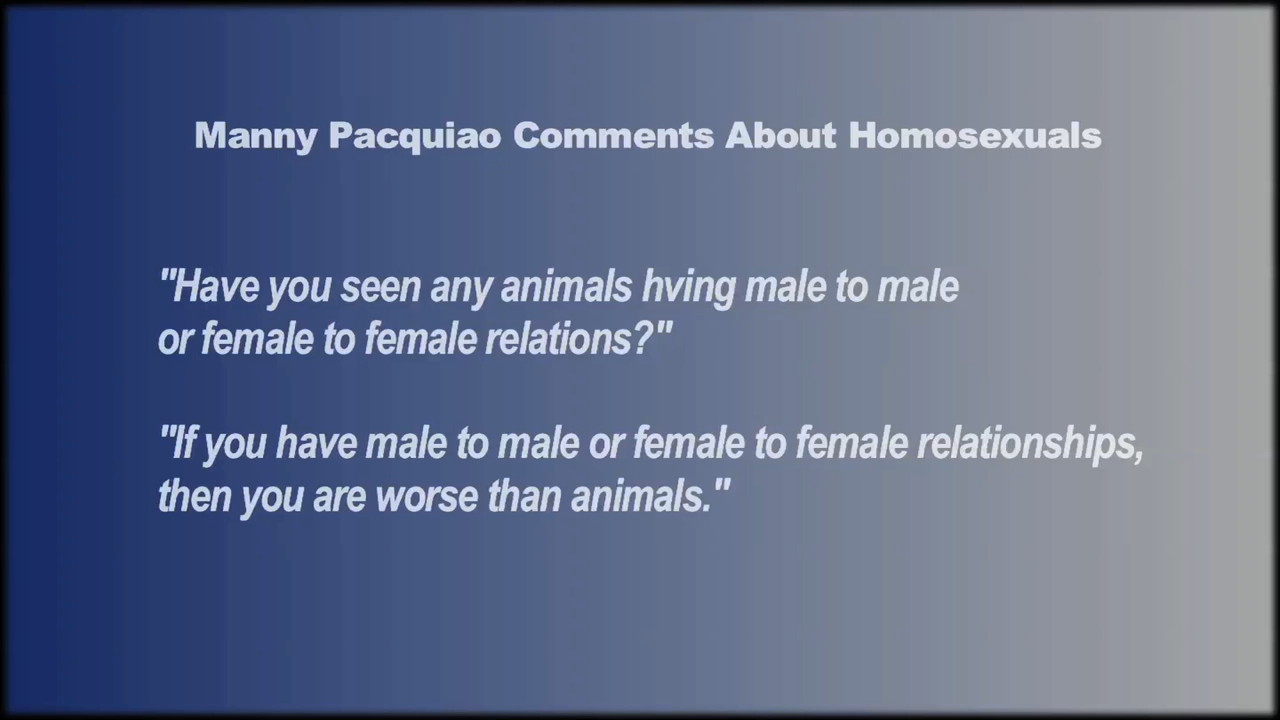 Manny Pacquiao Comments About Homosexuals
"Have you seen any animals hving male to male
or female to female relations?"
"If you have male to male or female to female relationships,
then you are worse than animals."